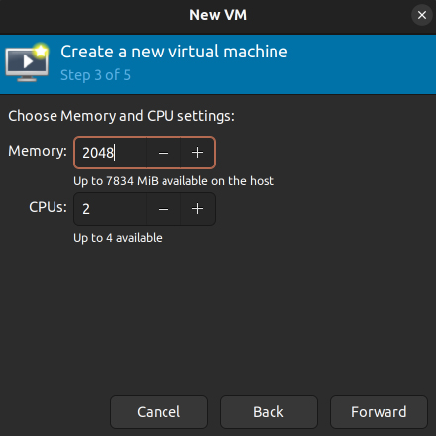 New VM
Create a new virtual machine
Step 3 of 5
Choose Memory and CPU settings:
Memory: 2048 − +
Up to 7834 MiB available on the host
CPUs: 2 − +
Up to 4 available
Cancel Back Forward